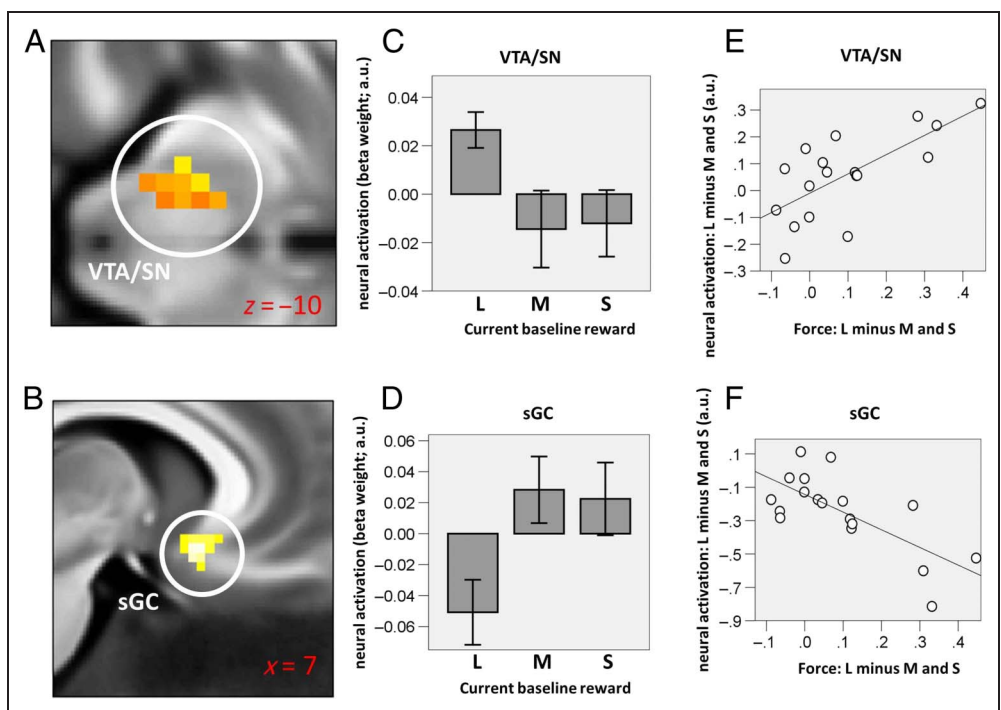 A
VTA/SN
z = −10
B
sGC
x = 7
C
VTA/SN
neural activation (beta weight; a.u.)
0.04
0.02
0.00
−0.02
−0.04
L M S
Current baseline reward
D
sGC
neural activation (beta weight; a.u.)
0.06
0.04
0.02
0.00
−0.02
−0.04
−0.06
L M S
Current baseline reward
E
VTA/SN
neural activation: L minus M and S (a.u.)
.3
.2
.1
.0
−.1
−.2
−.3
−.1 .0 .1 .2 .3 .4
Force: L minus M and S
F
sGC
neural activation: L minus M and S (a.u.)
.1
−.1
−.3
−.5
−.7
−.9
−.1 .0 .1 .2 .3 .4
Force: L minus M and S